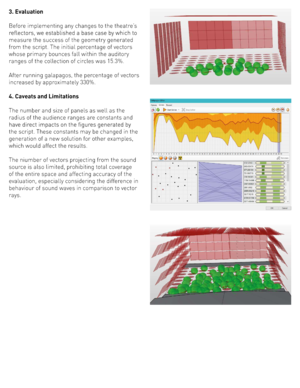 3. Evaluation
Before implementing any changes to the theatre's
reflectors, we established a base case by which to
measure the success of the geometry generated
from the script. The initial percentage of vectors
whose primary bounces fall within the auditory
ranges of the collection of circles was 15.3%.
After running galapagos, the percentage of vectors
increased by approximately 330%.
4. Caveats and Limitations
The number and size of panels as well as the
radius of the audience ranges are constants and
have direct impacts on the figures generated by
the script. These constants may be changed in the
generation of a new solution for other examples,
which would affect the results.
The number of vectors projecting from the sound
source is also limited, prohibiting total coverage
of the entire space and affecting accuracy of the
evaluation, especially considering the difference in
behaviour of sound waves in comparison to vector
rays.